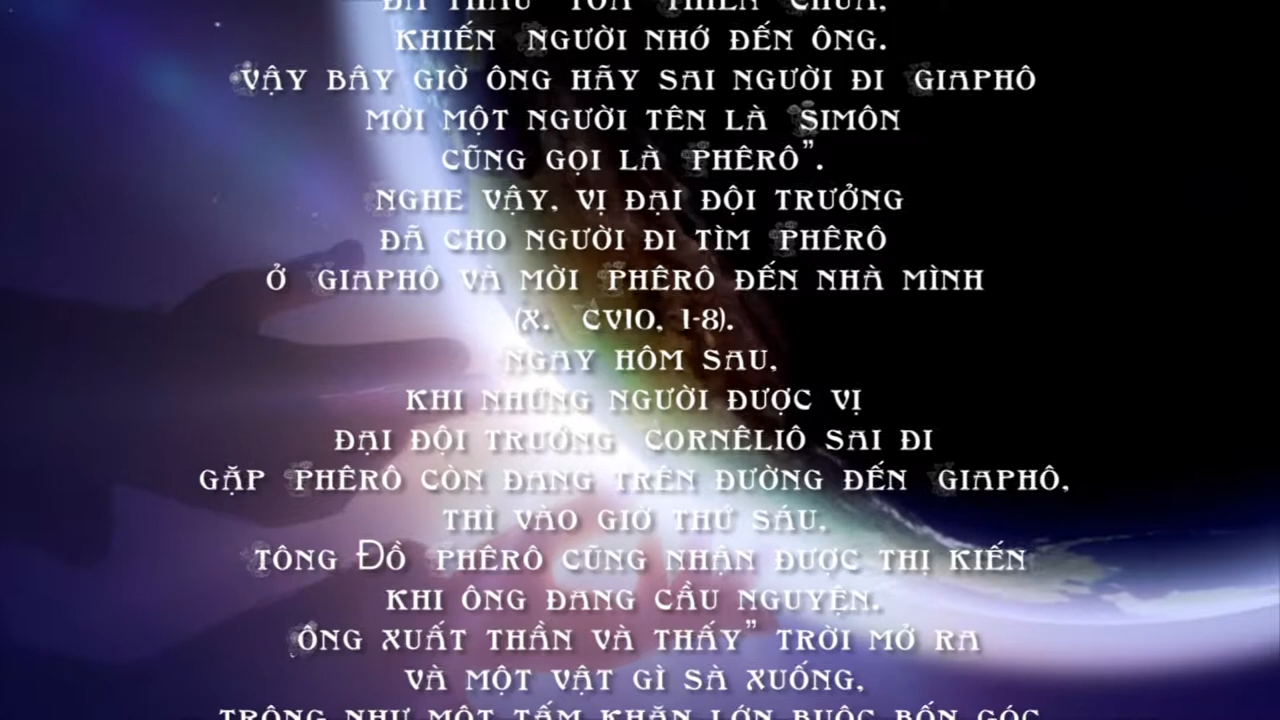 ĐÃ THẤU TÒA THIÊN CHÚA,
KHIẾN NGƯỜI NHỚ ĐẾN ÔNG.
VẬY BÂY GIỜ ÔNG HÃY SAI NGƯỜI ĐI GIAPHÔ
MỜI MỘT NGƯỜI TÊN LÀ SIMÔN
CŨNG GỌI LÀ PHÊRÔ”.
NGHE VẬY, VỊ ĐẠI ĐỘI TRƯỞNG
ĐÃ CHO NGƯỜI ĐI TÌM PHÊRÔ
Ở GIAPHÔ VÀ MỜI PHÊRÔ ĐẾN NHÀ MÌNH
(X. CV10, 1-8).
NGAY HÔM SAU,
KHI NHỮNG NGƯỜI ĐƯỢC VỊ
ĐẠI ĐỘI TRƯỞNG CORNÊLIÔ SAI ĐI
GẶP PHÊRÔ CÒN ĐANG TRÊN ĐƯỜNG ĐẾN GIAPHÔ,
THÌ VÀO GIỜ THỨ SÁU,
TÔNG ĐỒ PHÊRÔ CŨNG NHẬN ĐƯỢC THỊ KIẾN
KHI ÔNG ĐANG CẦU NGUYỆN.
ÔNG XUẤT THẦN VÀ THẤY” TRỜI MỞ RA
VÀ MỘT VẬT GÌ SÀ XUỐNG,
TRÔNG NHƯ MỘT TẤM KHĂN LỚN BUỘC BỐN GÓC